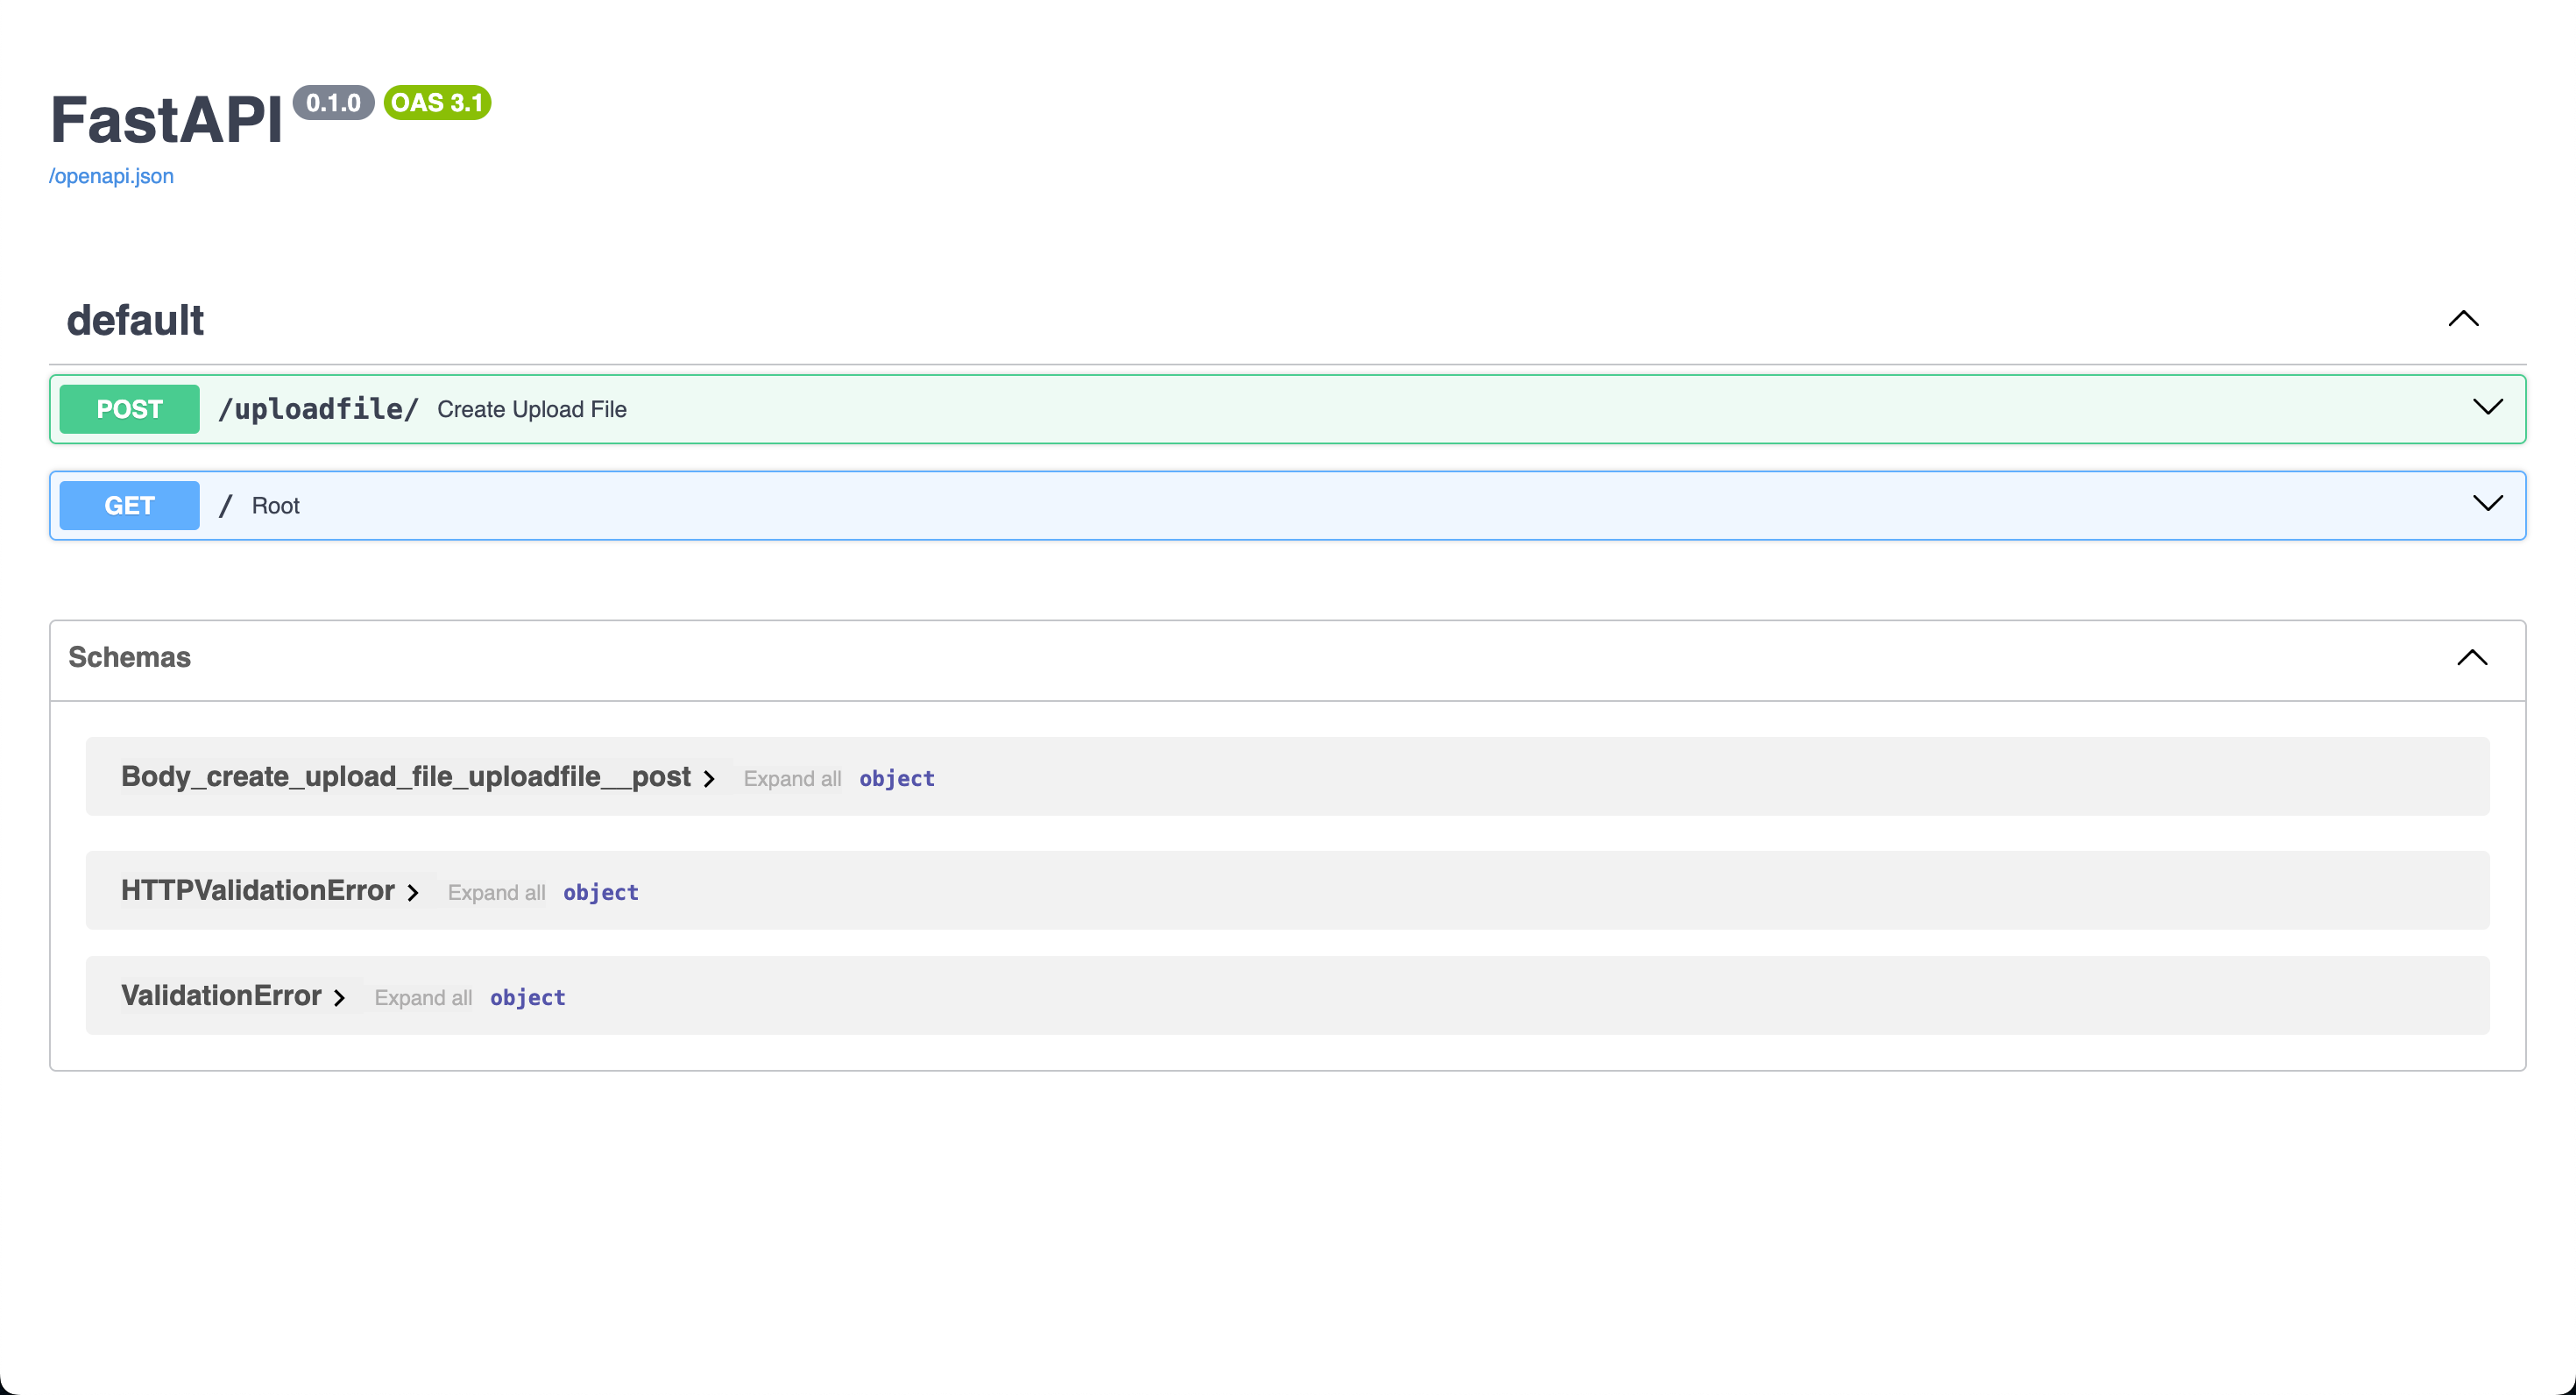 FastAPI 0.1.0 OAS 3.1
/openapi.json
default
POST /uploadfile/ Create Upload File
GET / Root
Schemas
Body_create_upload_file_uploadfile__post Expand all object
HTTPValidationError Expand all object
ValidationError Expand all object